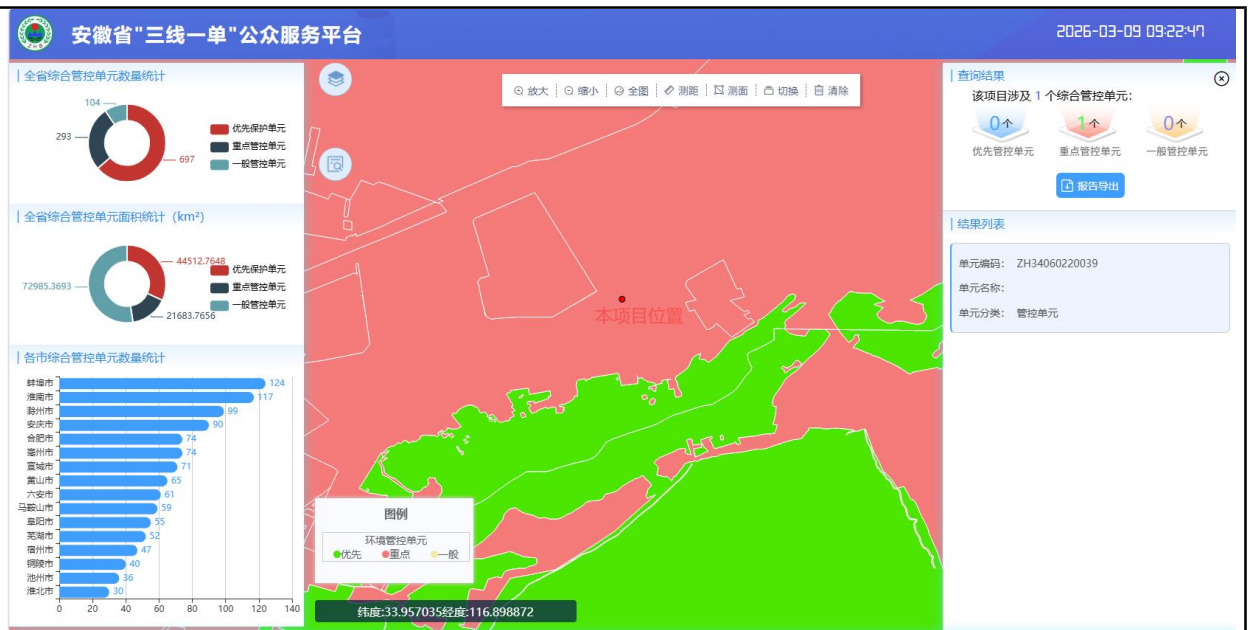 安徽省"三线一单"公众服务平台
2026-03-09 09:22:47
全省综合管控单元数量统计
104
293
697
优先保护单元
重点管控单元
一般管控单元
全省综合管控单元面积统计（km²）
44512.7648
72985.3693
21683.7656
优先保护单元
重点管控单元
一般管控单元
各市综合管控单元数量统计
蚌埠市 124
淮南市 117
滁州市 99
安庆市 90
合肥市 74
亳州市 74
宣城市 71
黄山市 65
六安市 61
马鞍山市 59
阜阳市 55
芜湖市 52
宿州市 47
铜陵市 40
池州市 36
淮北市 30
0 20 40 60 80 100 120 140
放大 缩小 全图 测距 测面 切换 清除
本项目位置
图例
环境管控单元
优先 重点 一般
纬度:33.957035经度:116.898872
查询结果
该项目涉及 1 个综合管控单元：
0个 1个 0个
优先管控单元 重点管控单元 一般管控单元
报告导出
结果列表
单元编码： ZH34060220039
单元名称：
单元分类： 管控单元